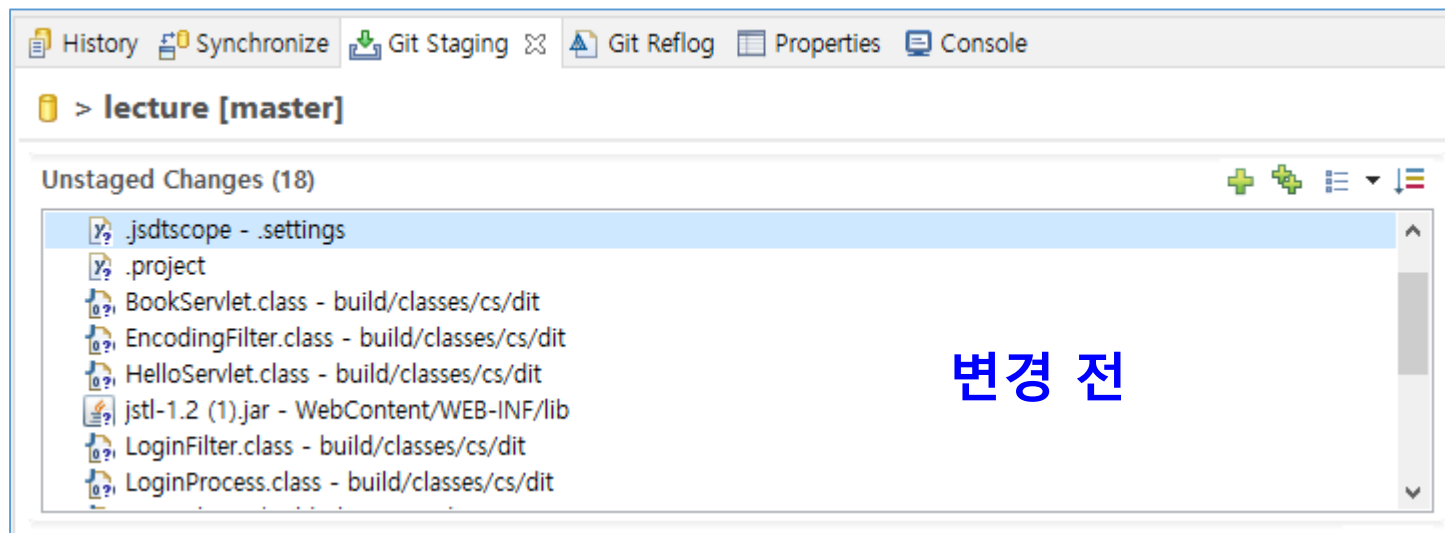 History Synchronize Git Staging Git Reflog Properties Console
> lecture [master]
Unstaged Changes (18)
.jsdtscope - .settings
.project
BookServlet.class - build/classes/cs/dit
EncodingFilter.class - build/classes/cs/dit
HelloServlet.class - build/classes/cs/dit
변경 전
jstl-1.2 (1).jar - WebContent/WEB-INF/lib
LoginFilter.class - build/classes/cs/dit
LoginProcess.class - build/classes/cs/dit